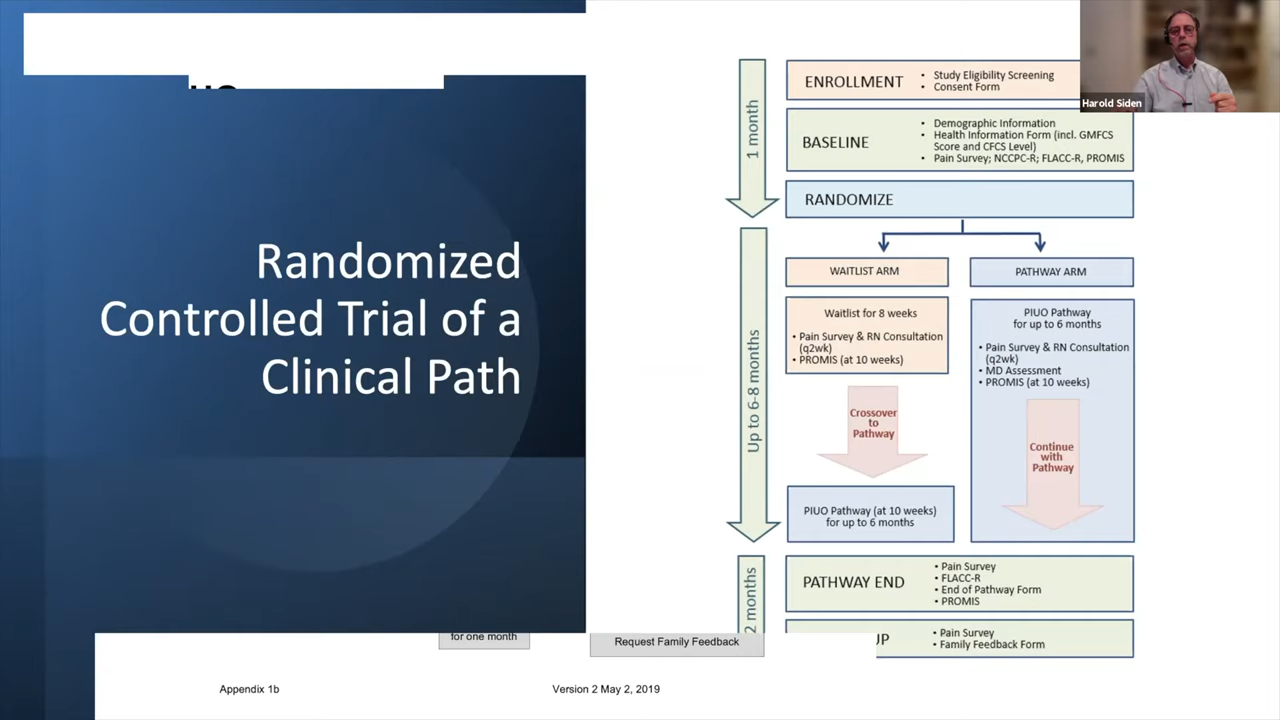 Randomized
Controlled Trial of a
Clinical Path
1 month
ENROLLMENT
• Study Eligibility Screening
• Consent Form
Harold Siden
BASELINE
• Demographic Information
• Health Information Form (incl. GMFCS
Score and CFCS Level)
• Pain Survey; NCCPC-R; FLACC-R, PROMIS
RANDOMIZE
Up to 6-8 months
WAITLIST ARM
Waitlist for 8 weeks
• Pain Survey & RN Consultation
(q2wk)
• PROMIS (at 10 weeks)
Crossover
to
Pathway
PIUO Pathway (at 10 weeks)
for up to 6 months
PATHWAY ARM
PIUO Pathway
for up to 6 months
• Pain Survey & RN Consultation
(q2wk)
• MD Assessment
• PROMIS (at 10 weeks)
Continue
with
Pathway
2 months
PATHWAY END
• Pain Survey
• FLACC-R
• End of Pathway Form
• PROMIS
UP
• Pain Survey
• Family Feedback Form
for one month
Request Family Feedback
Appendix 1b
Version 2 May 2, 2019